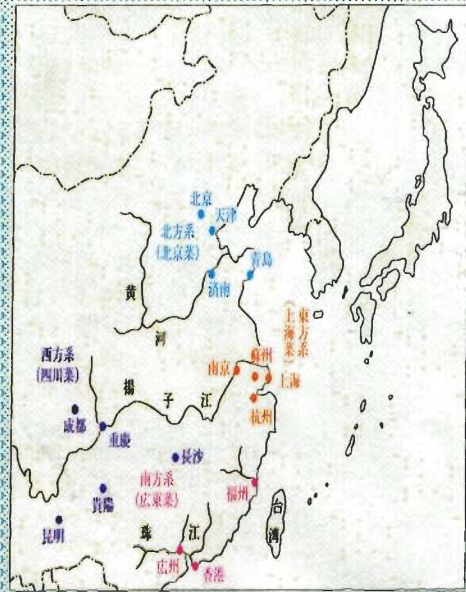 北京
天津
北方系
(北京菜)
済南
青島
黄
河
東方系
(上海菜)
蘇州
南京
上海
杭州
西方系
(四川菜)
揚子江
成都
重慶
長沙
南方系
(広東菜)
貴陽
福州
昆明
台湾
珠江
広州
香港